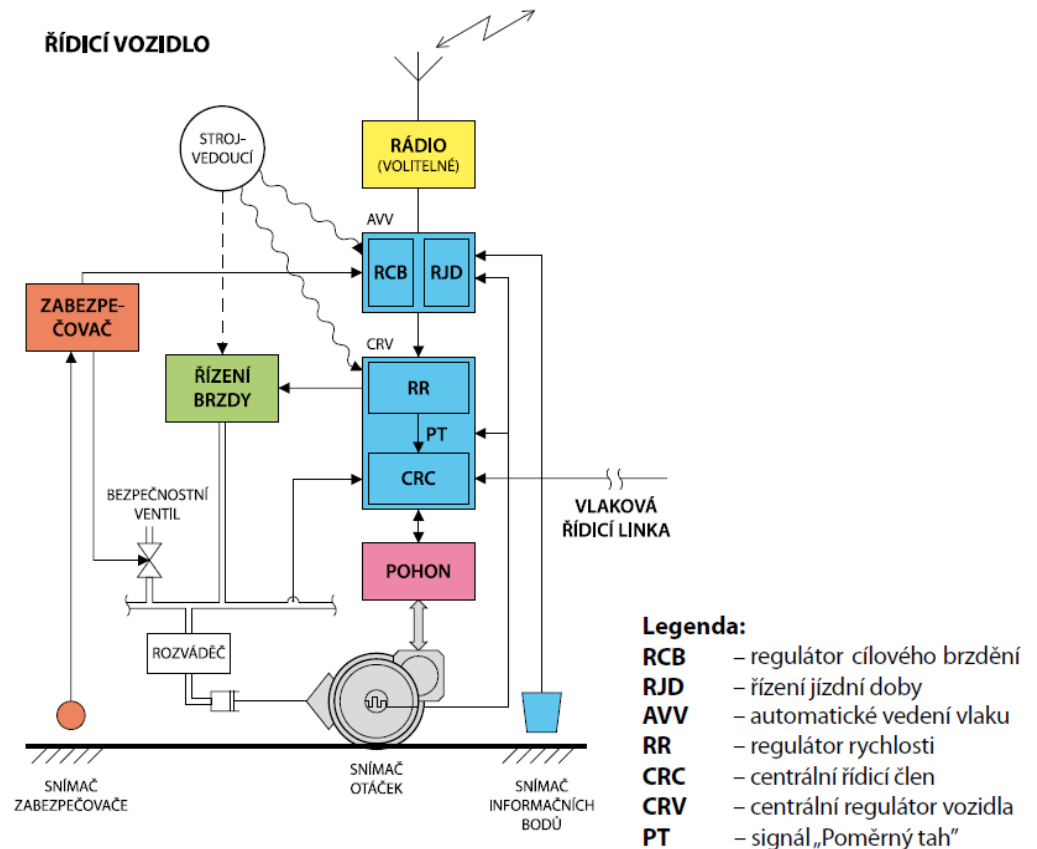 ŘÍDICÍ VOZIDLO
STROJ-
VEDOUCÍ
RÁDIO
(VOLITELNÉ)
AVV
RCB
RJD
ZABEZPE-
ČOVAČ
CRV
ŘÍZENÍ
BRZDY
RR
PT
CRC
BEZPEČNOSTNÍ
VENTIL
VLAKOVÁ
ŘÍDICÍ LINKA
POHON
ROZVÁDĚČ
SNÍMAČ
ZABEZPEČOVAČE
SNÍMAČ
OTÁČEK
SNÍMAČ
INFORMAČNÍCH
BODŮ
Legenda:
RCB – regulátor cílového brzdění
RJD – řízení jízdní doby
AVV – automatické vedení vlaku
RR – regulátor rychlosti
CRC – centrální řídicí člen
CRV – centrální regulátor vozidla
PT – signál „Poměrný tah”